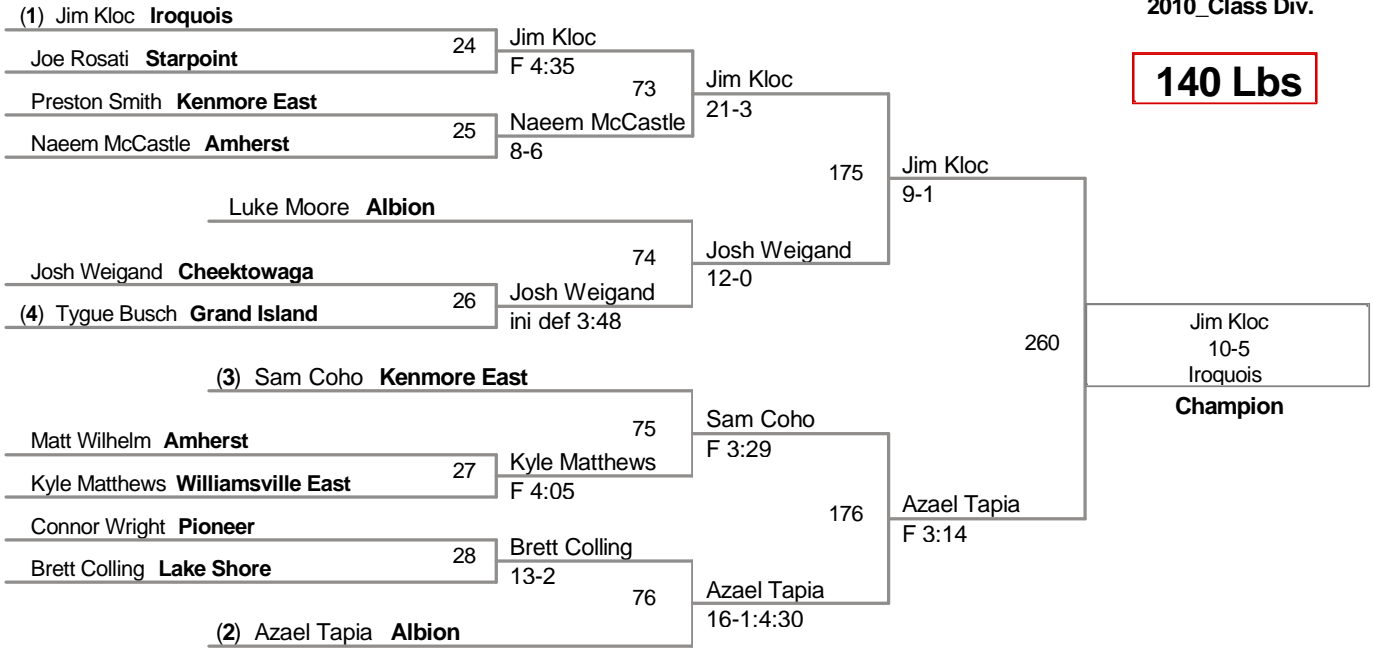 2010_Class Div.
140 Lbs
(1) Jim Kloc Iroquois
24
Joe Rosati Starpoint
Jim Kloc
F 4:35
Preston Smith Kenmore East
25
Naeem McCastle Amherst
Naeem McCastle
8-6
73
Jim Kloc
21-3
Luke Moore Albion
74
Josh Weigand Cheektowaga
26
(4) Tygue Busch Grand Island
Josh Weigand
ini def 3:48
Josh Weigand
12-0
175
Jim Kloc
9-1
(3) Sam Coho Kenmore East
75
Matt Wilhelm Amherst
27
Kyle Matthews Williamsville East
Kyle Matthews
F 4:05
Sam Coho
F 3:29
Connor Wright Pioneer
28
Brett Colling Lake Shore
Brett Colling
13-2
76
(2) Azael Tapia Albion
Azael Tapia
16-1:4:30
176
Azael Tapia
F 3:14
260
Jim Kloc
10-5
Iroquois
Champion